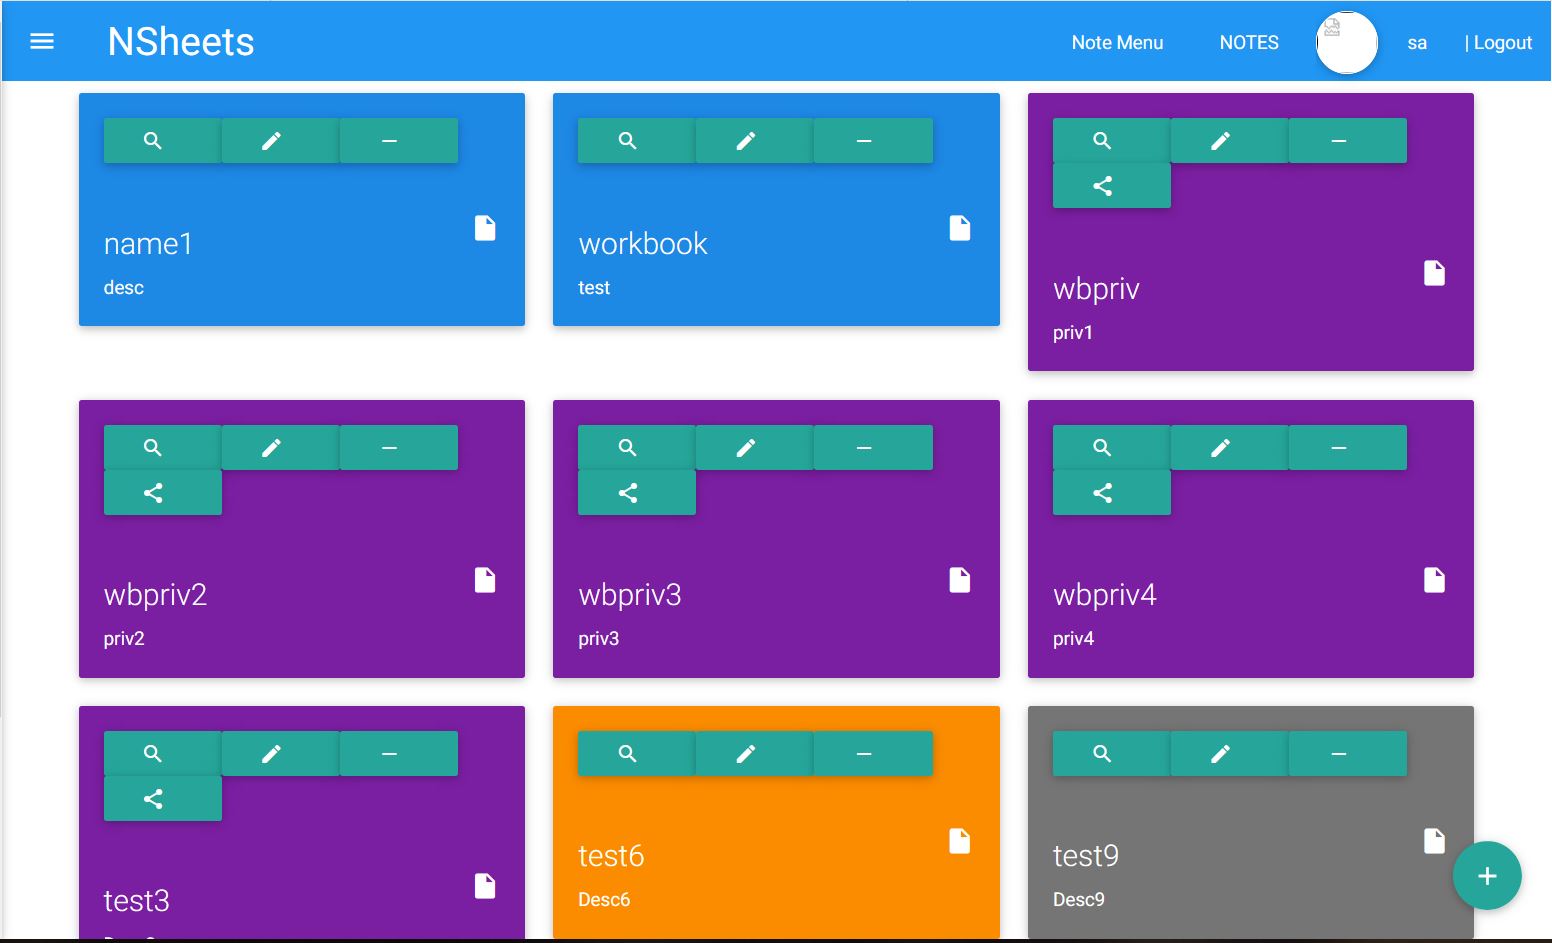 NSheets
Note Menu
NOTES
sa
| Logout
name1
desc
workbook
test
wbpriv
priv1
wbpriv2
priv2
wbpriv3
priv3
wbpriv4
priv4
test3
test6
Desc6
test9
Desc9